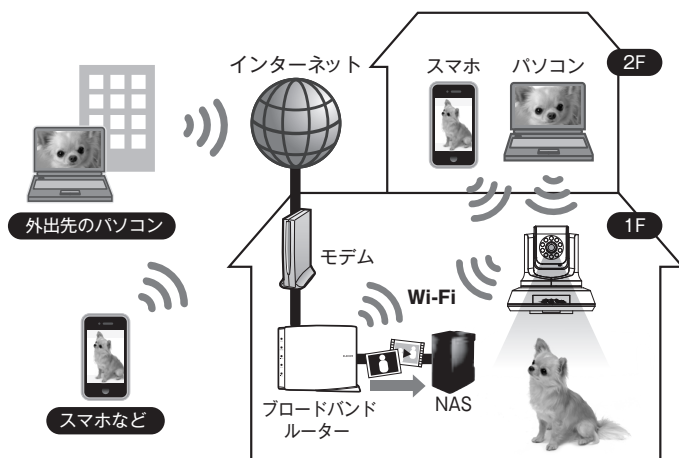 インターネット
スマホ
パソコン
2F
外出先のパソコン
1F
モデム
Wi-Fi
スマホなど
ブロードバンド
ルーター
NAS